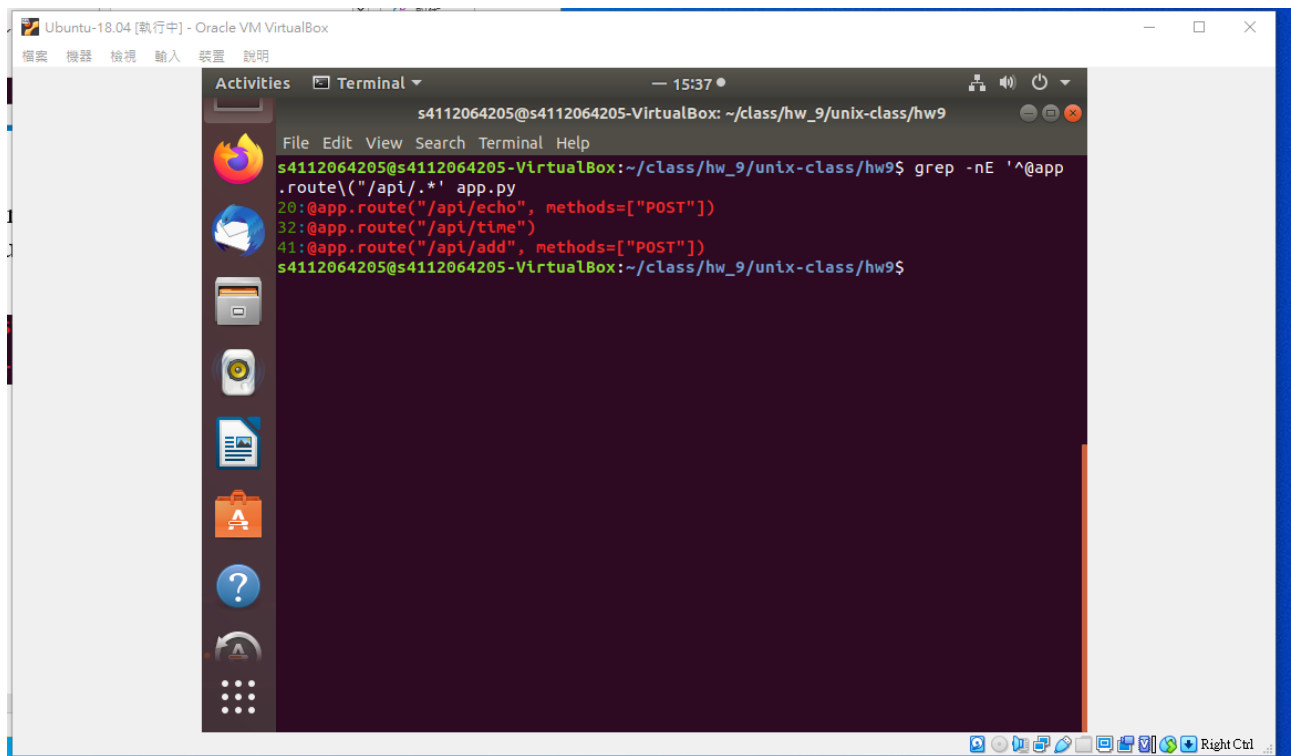 Ubuntu-18.04 [執行中] - Oracle VM VirtualBox
檔案 機器 檢視 輸入 裝置 說明
Activities Terminal 15:37
s4112064205@s4112064205-VirtualBox: ~/class/hw_9/unix-class/hw9
File Edit View Search Terminal Help
s4112064205@s4112064205-VirtualBox:~/class/hw_9/unix-class/hw9$ grep -nE '^@app
.route\("/api/.*' app.py
20:@app.route("/api/echo", methods=["POST"])
32:@app.route("/api/time")
41:@app.route("/api/add", methods=["POST"])
s4112064205@s4112064205-VirtualBox:~/class/hw_9/unix-class/hw9$
Right Ctrl